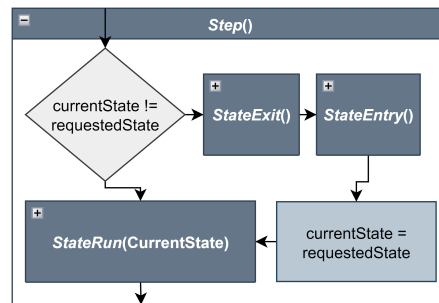 Step()
currentState !=
requestedState
StateExit()
StateEntry()
StateRun(CurrentState)
currentState =
requestedState